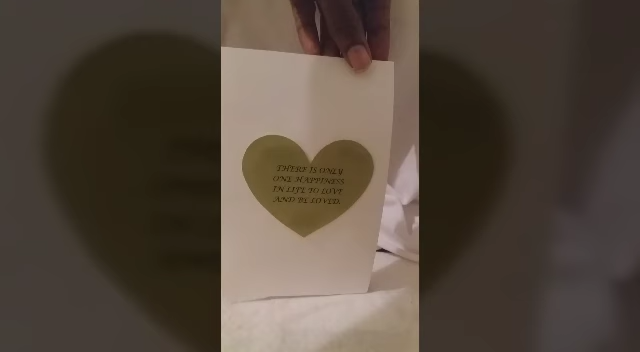 THERE IS ONLY
ONE HAPPINESS
IN LIFE TO LOVE
AND BE LOVED.